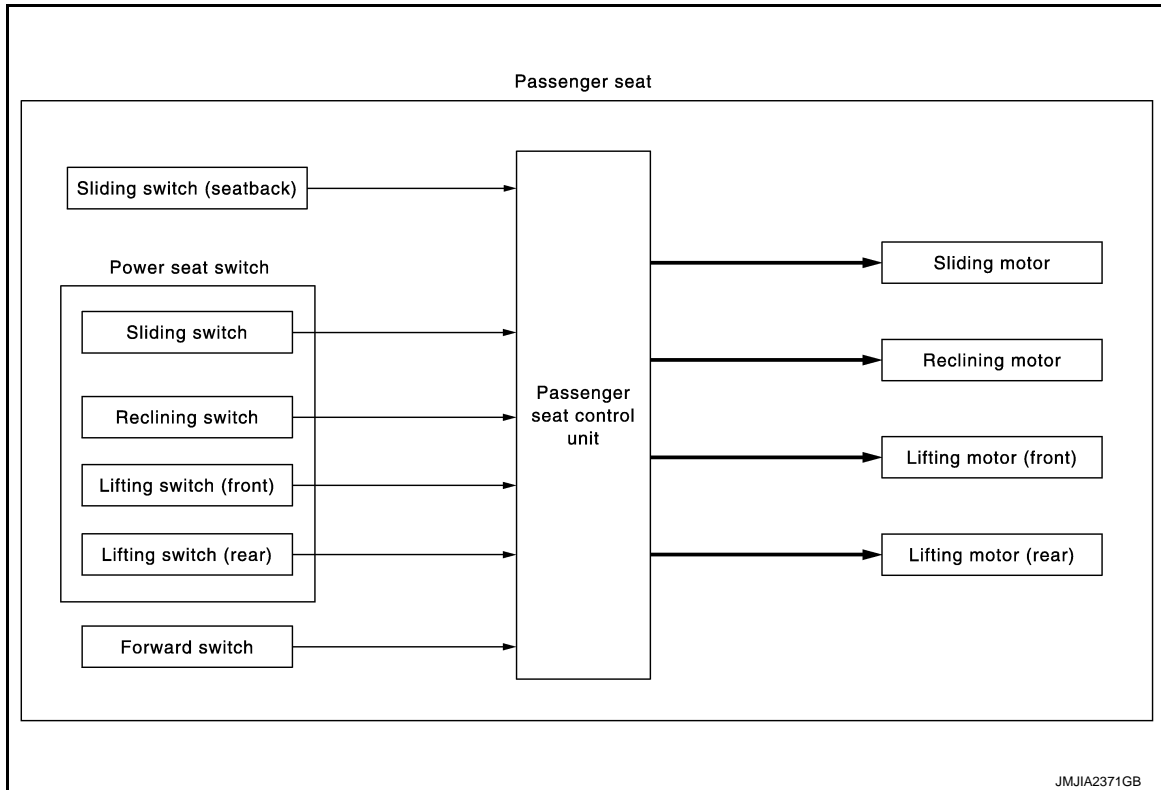 Passenger seat
Sliding switch (seatback)
Power seat switch
Sliding switch
Reclining switch
Lifting switch (front)
Lifting switch (rear)
Forward switch
Passenger
seat control
unit
Sliding motor
Reclining motor
Lifting motor (front)
Lifting motor (rear)
JMJIA2371GB